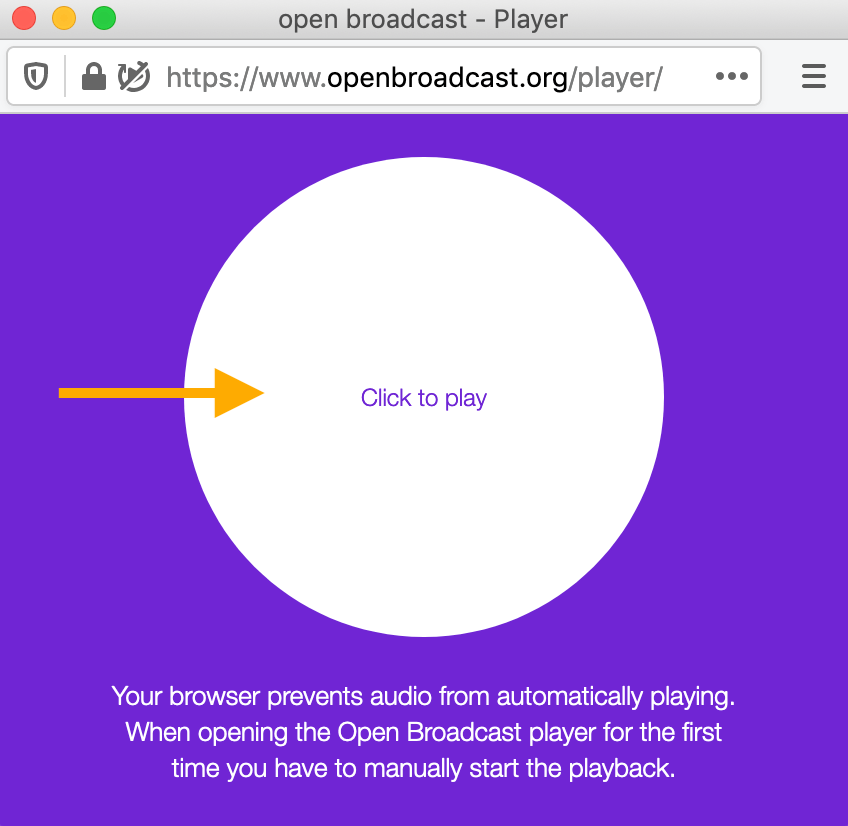 open broadcast - Player
https://www.openbroadcast.org/player/
Click to play
Your browser prevents audio from automatically playing.
When opening the Open Broadcast player for the first
time you have to manually start the playback.